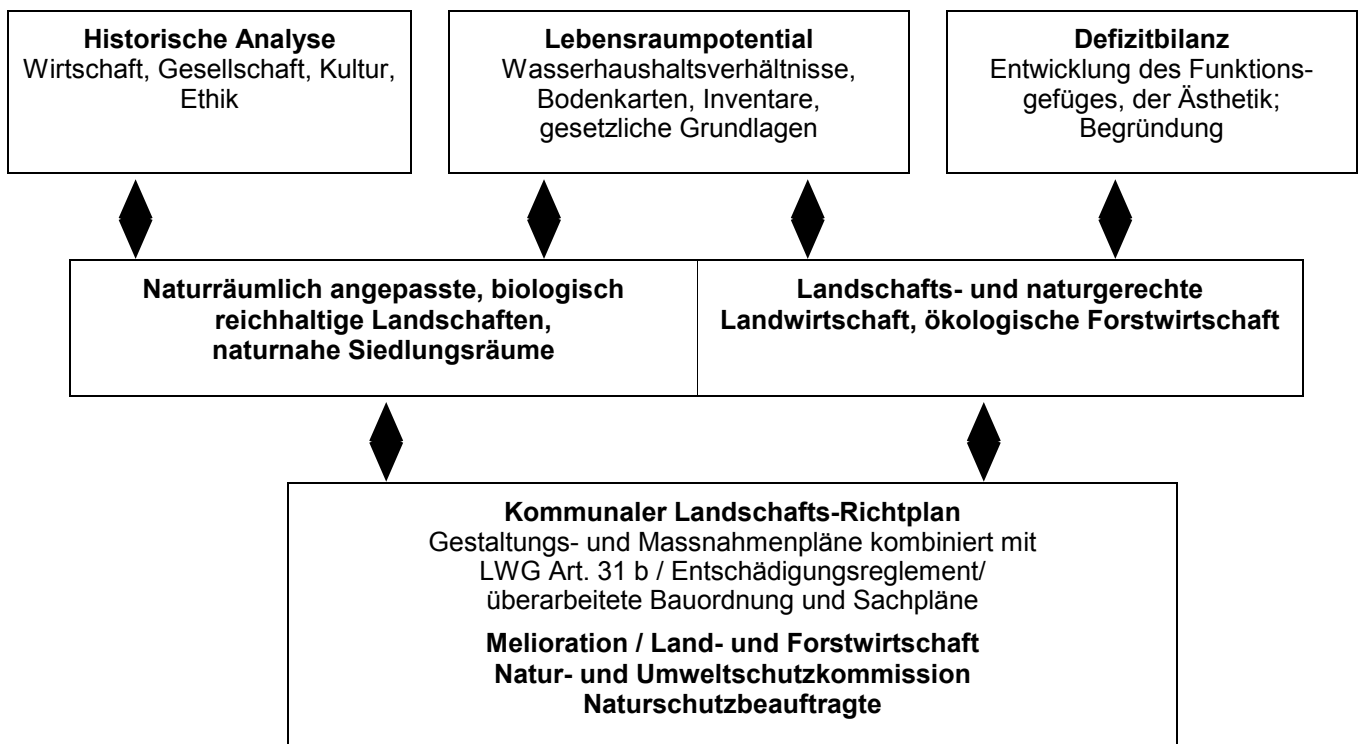 Historische Analyse
Wirtschaft, Gesellschaft, Kultur,
Ethik
Lebensraumpotential
Wasserhaushaltsverhältnisse,
Bodenkarten, Inventare,
gesetzliche Grundlagen
Defizitbilanz
Entwicklung des Funktions-
gefüges, der Ästhetik;
Begründung
Naturräumlich angepasste, biologisch
reichhaltige Landschaften,
naturnahe Siedlungsräume
Landschafts- und naturgerechte
Landwirtschaft, ökologische Forstwirtschaft
Kommunaler Landschafts-Richtplan
Gestaltungs- und Massnahmenpläne kombiniert mit
LWG Art. 31 b / Entschädigungsreglement/
überarbeitete Bauordnung und Sachpläne
Melioration / Land- und Forstwirtschaft
Natur- und Umweltschutzkommission
Naturschutzbeauftragte